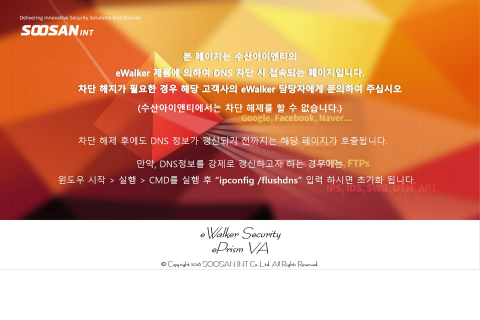 Delivering Innovative Security Solutions and Services
SOOSAN INT
본 페이지는 수산아이앤티의
eWalker 제품에 의하여 DNS 차단 시 접속되는 페이지입니다.
차단 해지가 필요한 경우 해당 고객사의 eWalker 담당자에게 문의하여 주십시오
(수산아이앤티에서는 차단 해제를 할 수 없습니다.)
Google, Facebook, Naver...
차단 해제 후에도 DNS 정보가 갱신되기 전까지는 해당 페이지가 호출됩니다.
만약, DNS정보를 강제로 갱신하고자 하는 경우에는, FTPs
윈도우 시작 > 실행 > CMD를 실행 후 "ipconfig /flushdns" 입력 하시면 초기화 됩니다.
IPS, IDS, SWG, UTM, APT
eWalker Security
ePrism VA
© Copyright 2016 SOOSAN INT Co.,Ltd. All Rights Reserved.